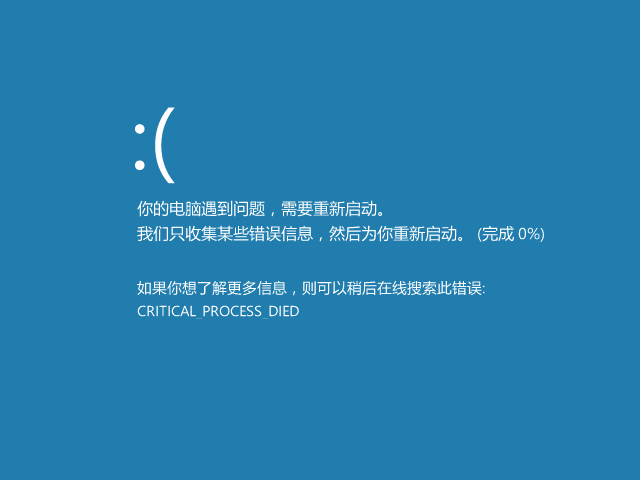 :(
你的电脑遇到问题，需要重新启动。
我们只收集某些错误信息，然后为你重新启动。 (完成 0%)
如果你想了解更多信息，则可以稍后在线搜索此错误:
CRITICAL_PROCESS_DIED